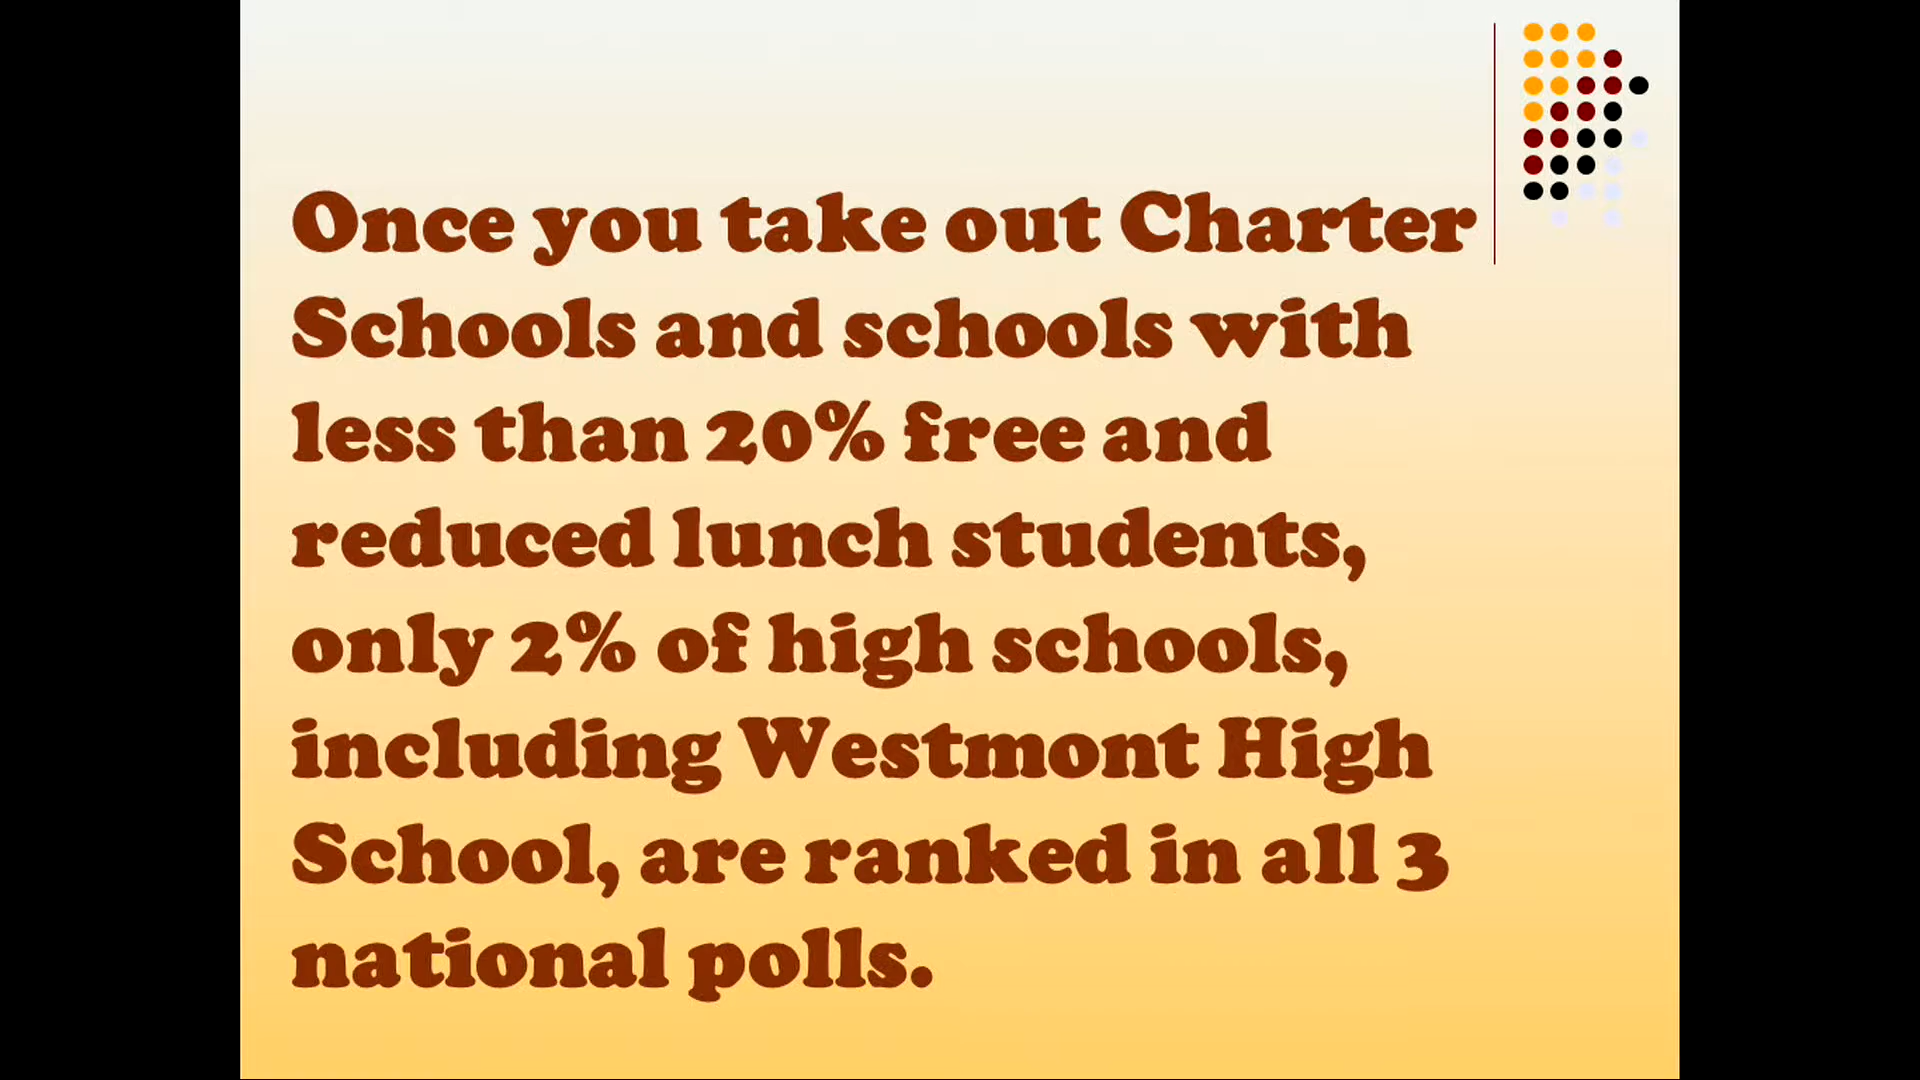 Once you take out Charter
Schools and schools with
less than 20% free and
reduced lunch students,
only 2% of high schools,
including Westmont High
School, are ranked in all 3
national polls.